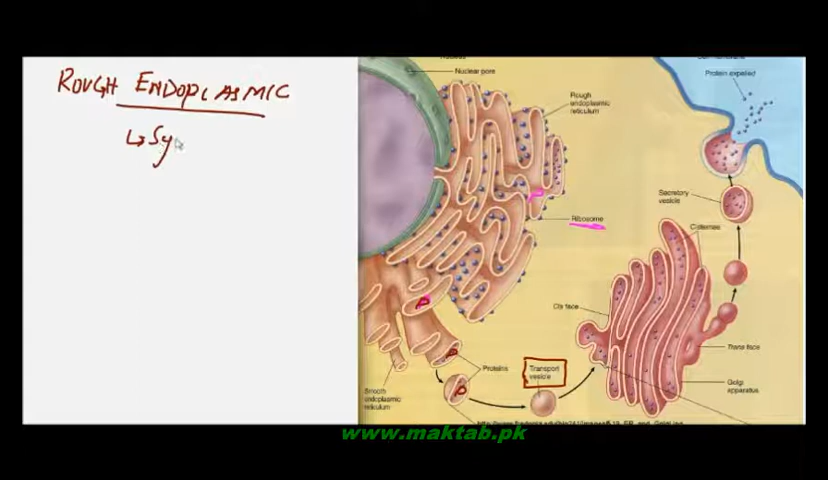 ROUGH ENDOPLASMIC
↳ Sy
Nuclear pore
Rough
endoplasmic
reticulum
Ribosome
Protein expelled
Secretory
vesicle
Cisternae
Cis face
Trans face
Golgi
apparatus
Transport
vesicle
Proteins
Smooth
endoplasmic
reticulum
www.maktab.pk